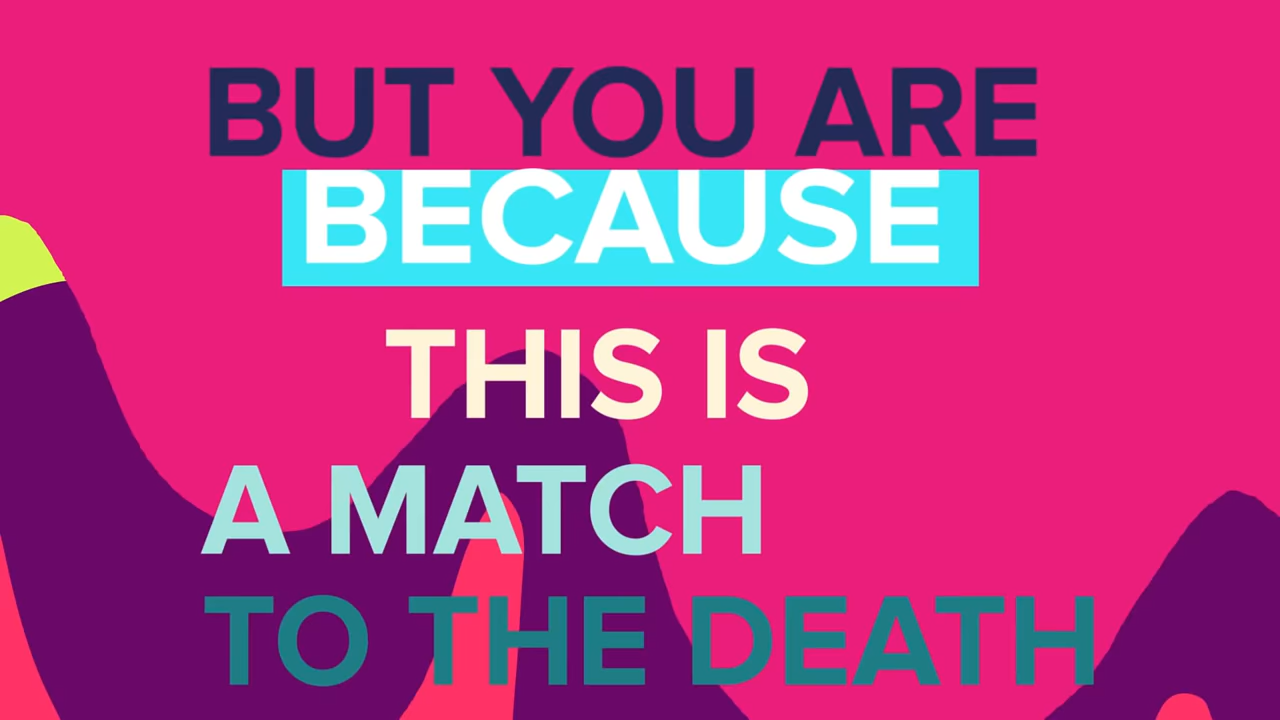 BUT YOU ARE
BECAUSE
THIS IS
A MATCH
TO THE DEATH